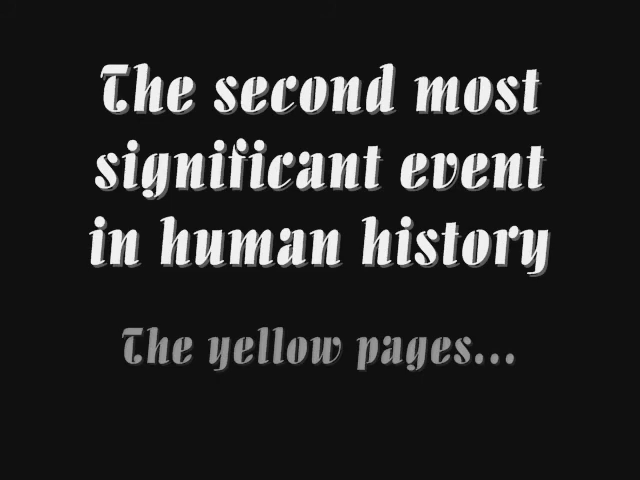 The second most
significant event
in human history
The yellow pages...